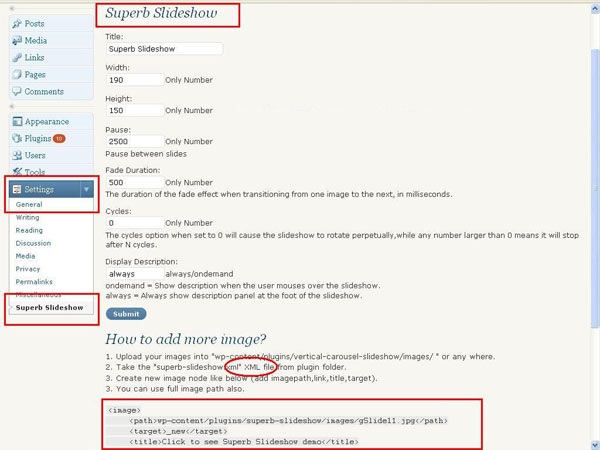 Superb Slideshow
Posts
Media
Links
Pages
Comments
Appearance
Plugins 10
Users
Tools
Settings
General
Writing
Reading
Discussion
Media
Privacy
Permalinks
Miscellaneous
Superb Slideshow
Title:
Superb Slideshow
Width:
190 Only Number
Height:
150 Only Number
Pause:
2500 Only Number
Pause between slides
Fade Duration:
500 Only Number
The duration of the fade effect when transitioning from one image to the next, in milliseconds.
Cycles:
0 Only Number
The cycles option when set to 0 will cause the slideshow to rotate perpetually,while any number larger than 0 means it will stop
after N cycles.
Display Description:
always always/ondemand
ondemand = Show description when the user mouses over the slideshow.
always = Always show description panel at the foot of the slideshow.
Submit
How to add more image?
1. Upload your images into "wp-content/plugins/vertical-carousel-slideshow/images/ " or any where.
2. Take the "superb-slideshow.xml" XML file from plugin folder.
3. Create new image node like below (add imagepath,link,title,target).
3. You can use full image path also.
<image>
<path>wp-content/plugins/superb-slideshow/images/gSlide11.jpg</path>
<target>_new</target>
<title>Click to see Superb Slideshow demo</title>